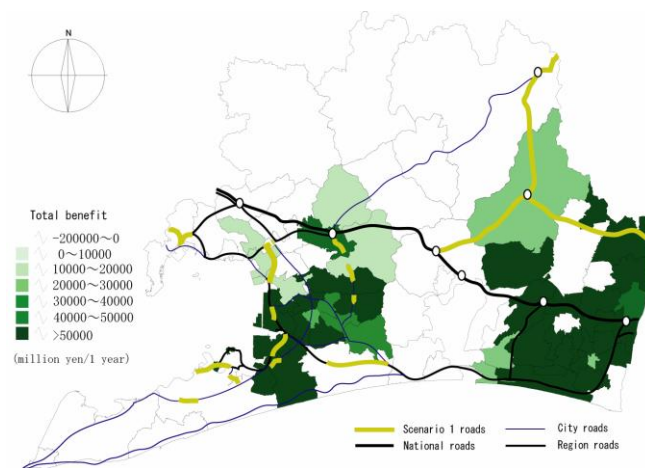 N
Total benefit
-200000～0
0～10000
10000～20000
20000～30000
30000～40000
40000～50000
>50000
(million yen/1 year)
Scenario 1 roads
City roads
National roads
Region roads